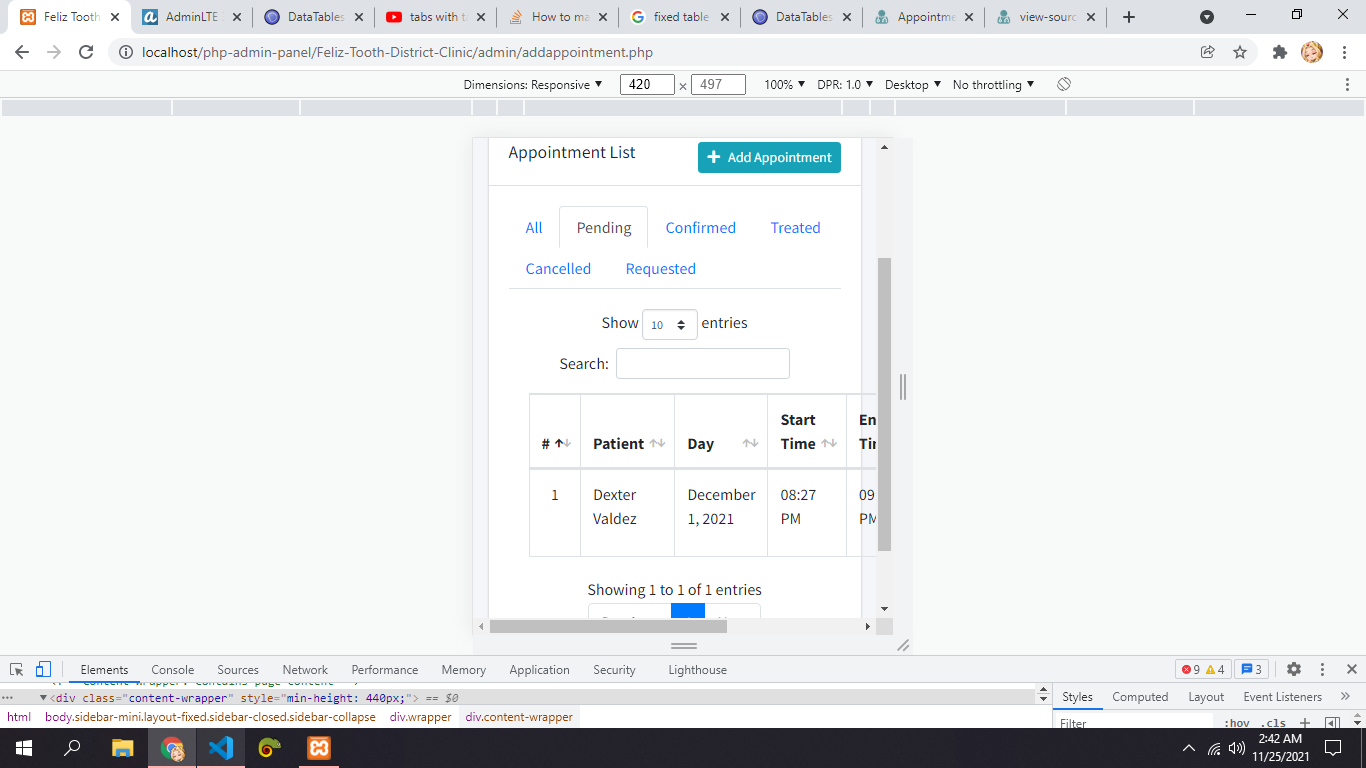 Feliz Tooth
AdminLTE
DataTables
tabs with ta
How to ma
fixed table
DataTables
Appointme
view-sourc
localhost/php-admin-panel/Feliz-Tooth-District-Clinic/admin/addappointment.php
Dimensions: Responsive 420 × 497 100% DPR: 1.0 Desktop No throttling
Appointment List
Add Appointment
All Pending Confirmed Treated
Cancelled Requested
Show 10 entries
Search:
# Patient Day Start Time En Ti
1 Dexter Valdez December 1, 2021 08:27 PM 09 PM
Showing 1 to 1 of 1 entries
Elements Console Sources Network Performance Memory Application Security Lighthouse 9 4 3
<div class="content-wrapper" style="min-height: 440px;"> == $0
html body.sidebar-mini.layout-fixed.sidebar-closed.sidebar-collapse div.wrapper div.content-wrapper
Styles Computed Layout Event Listeners
Filter :hov .cls
2:42 AM
11/25/2021